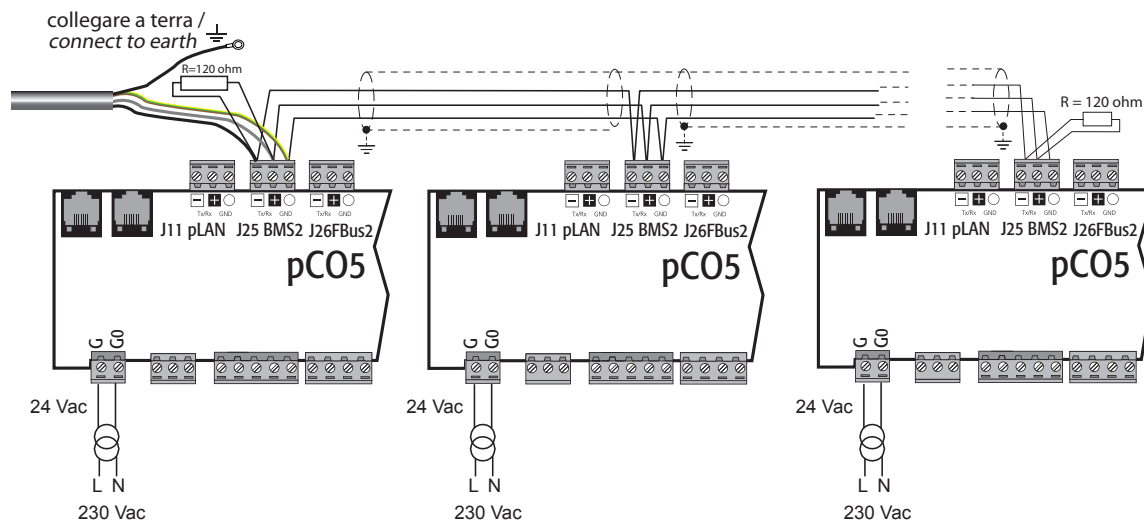 collegare a terra /
connect to earth
R=120 ohm
R = 120 ohm
Tx/Rx GND
Tx/Rx GND
Tx/Rx GND
J11 pLAN J25 BMS2 J26FBus2
pCO5
G G0
24 Vac
L N
230 Vac
Tx/Rx GND
Tx/Rx GND
Tx/Rx GND
J11 pLAN J25 BMS2 J26FBus2
pCO5
G G0
24 Vac
L N
230 Vac
Tx/Rx GND
Tx/Rx GND
Tx/Rx GND
J11 pLAN J25 BMS2 J26FBus2
pCO5
G G0
24 Vac
L N
230 Vac